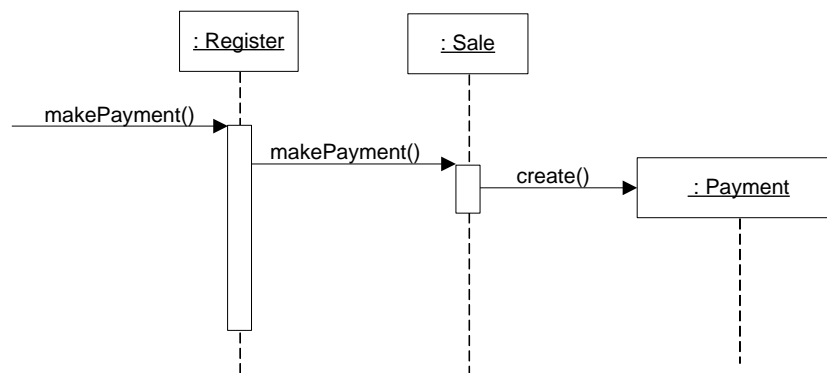 : Register
: Sale
makePayment()
makePayment()
create()
: Payment